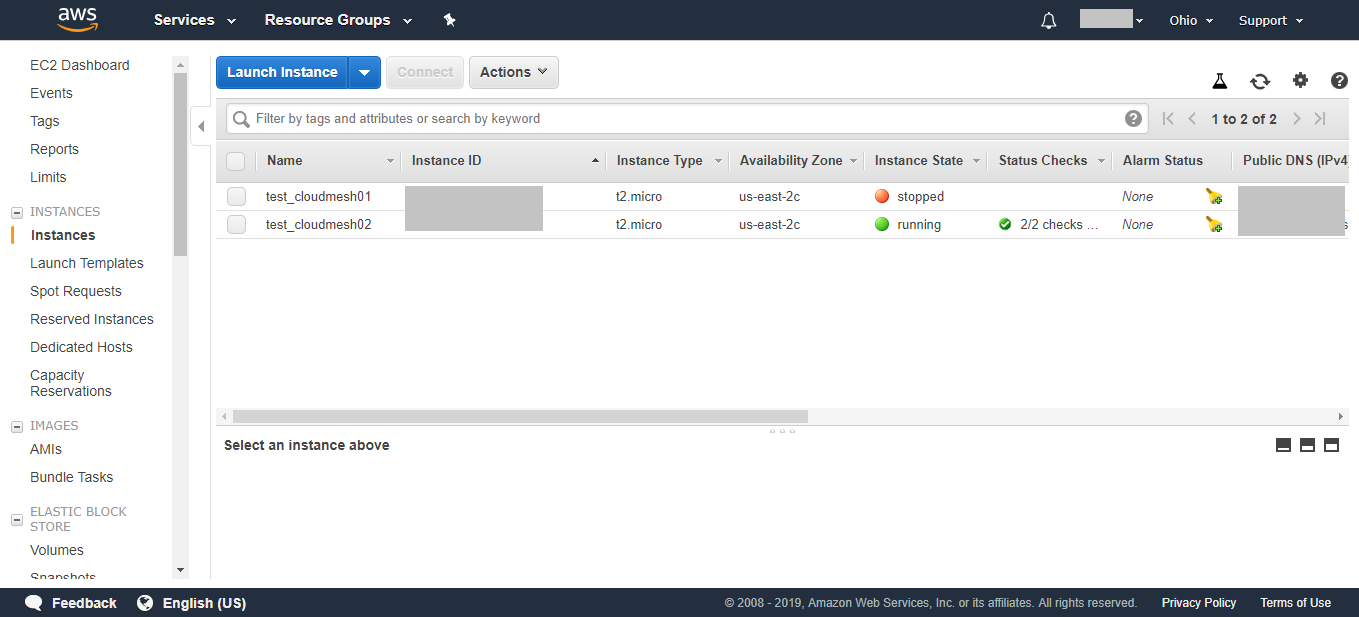 aws Services Resource Groups Ohio Support
EC2 Dashboard
Events
Tags
Reports
Limits
INSTANCES
Instances
Launch Templates
Spot Requests
Reserved Instances
Dedicated Hosts
Capacity
Reservations
IMAGES
AMIs
Bundle Tasks
ELASTIC BLOCK
STORE
Volumes
Snapshots
Launch Instance Connect Actions
Filter by tags and attributes or search by keyword 1 to 2 of 2
Name Instance ID Instance Type Availability Zone Instance State Status Checks Alarm Status Public DNS (IPv4
test_cloudmesh01 t2.micro us-east-2c stopped None
test_cloudmesh02 t2.micro us-east-2c running 2/2 checks ... None s
Select an instance above
Feedback English (US) © 2008 - 2019, Amazon Web Services, Inc. or its affiliates. All rights reserved. Privacy Policy Terms of Use